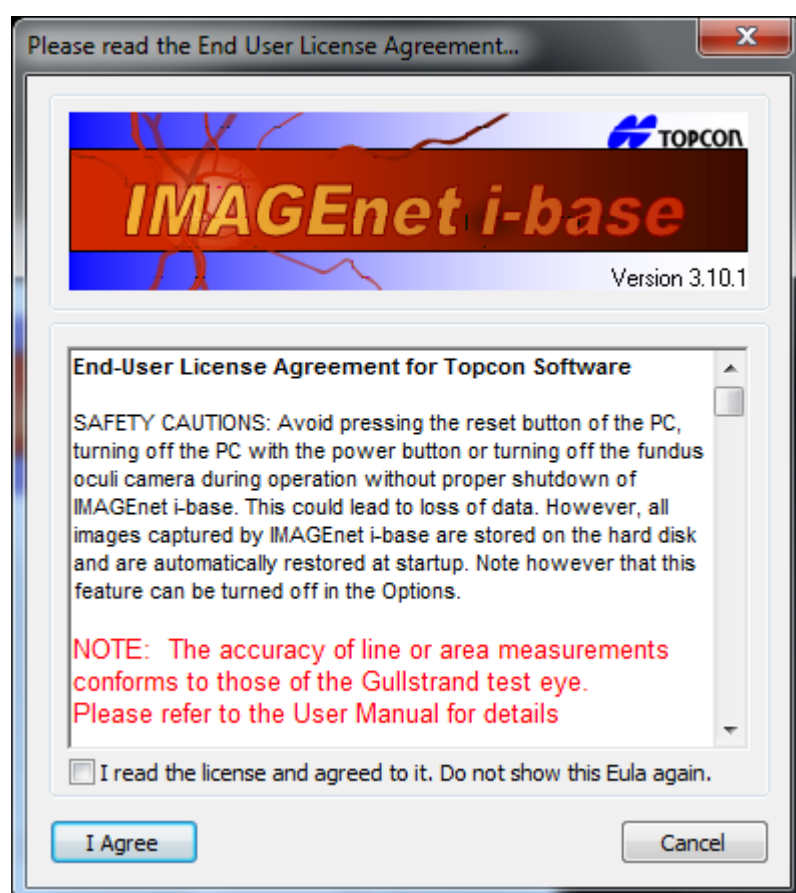 Please read the End User License Agreement...
TOPCON
IMAGEnet i-base
Version 3.10.1
End-User License Agreement for Topcon Software
SAFETY CAUTIONS: Avoid pressing the reset button of the PC,
turning off the PC with the power button or turning off the fundus
oculi camera during operation without proper shutdown of
IMAGEnet i-base. This could lead to loss of data. However, all
images captured by IMAGEnet i-base are stored on the hard disk
and are automatically restored at startup. Note however that this
feature can be turned off in the Options.
NOTE: The accuracy of line or area measurements
conforms to those of the Gullstrand test eye.
Please refer to the User Manual for details
I read the license and agreed to it. Do not show this Eula again.
I Agree
Cancel